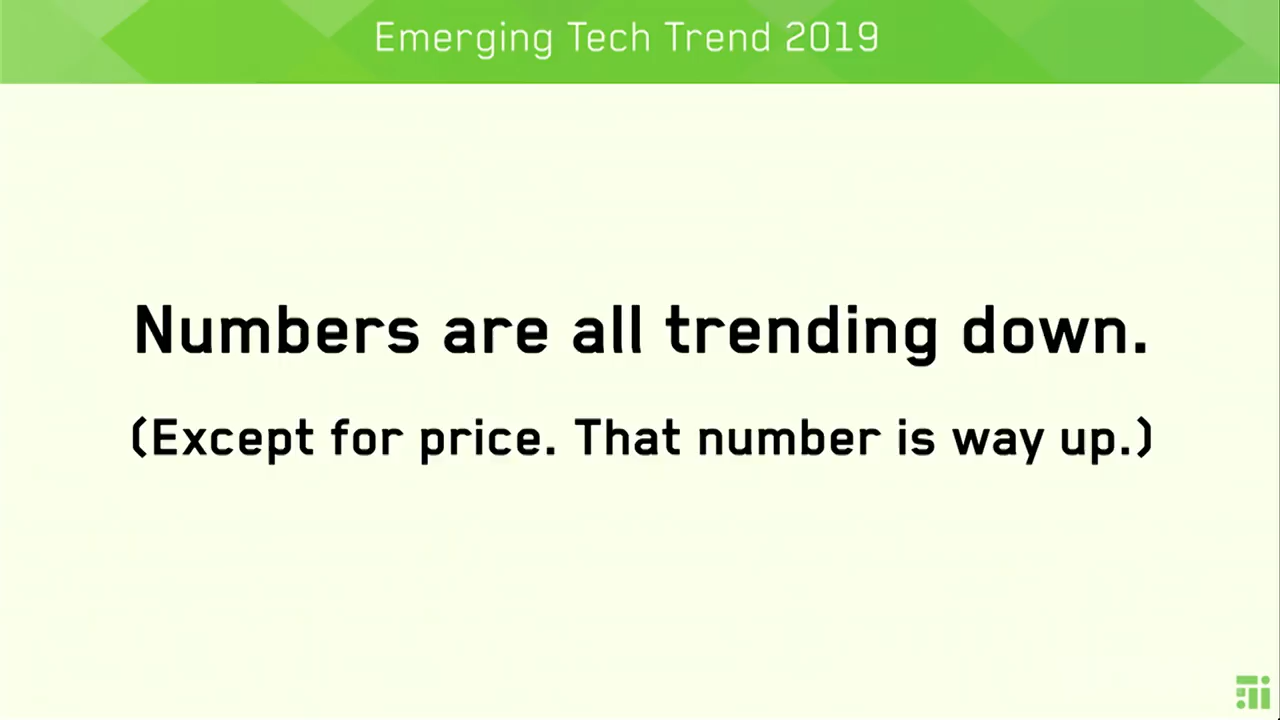 Emerging Tech Trend 2019
Numbers are all trending down.
(Except for price. That number is way up.)